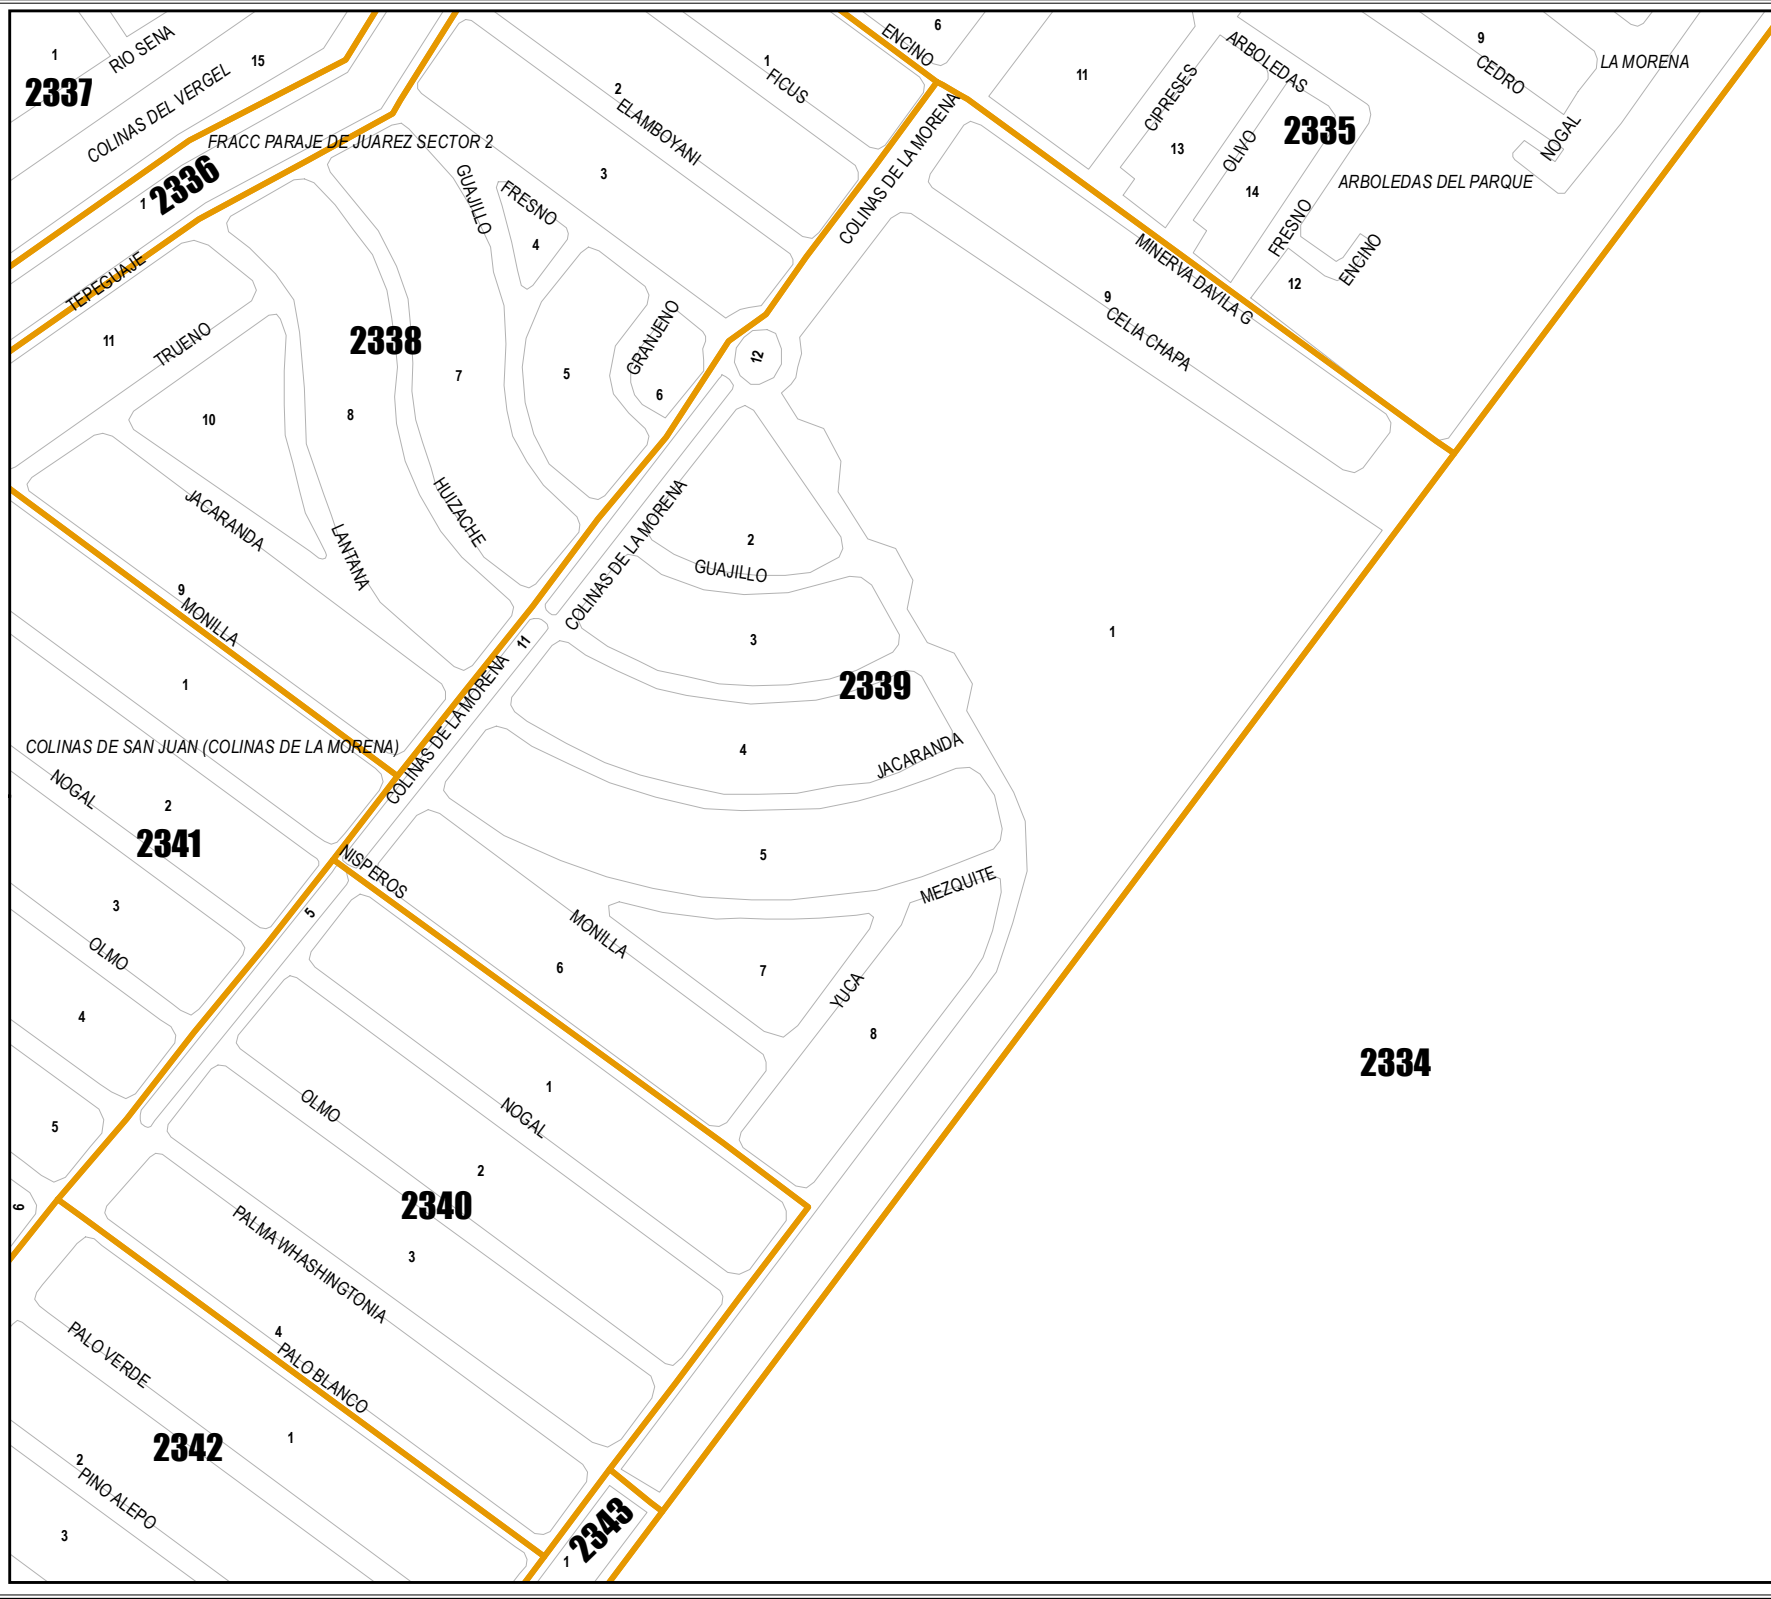 1
RIO SENA
2337
COLINAS DEL VERGEL
15
FRACC PARAJE DE JUAREZ SECTOR 2
1
2336
TEPEGUAJE
ENCINO
6
1
FICUS
2
ELAMBOYANI
3
GUAJILLO
FRESNO
4
COLINAS DE LA MORENA
11
ARBOLEDAS
CIPRESES
13
OLIVO
14
2335
9
CEDRO
LA MORENA
NOGAL
ARBOLEDAS DEL PARQUE
FRESNO
ENCINO
12
MINERVA DAVILA G
9
CELIA CHAPA
11
TRUENO
2338
7
5
GRANJENO
6
12
8
10
JACARANDA
LANTANA
HUIZACHE
9
MONILLA
COLINAS DE LA MORENA
2
GUAJILLO
3
1
11
COLINAS DE LA MORENA
2339
4
JACARANDA
5
MEZQUITE
1
COLINAS DE SAN JUAN (COLINAS DE LA MORENA)
NOGAL
2
2341
3
OLMO
4
5
6
5
NISPEROS
MONILLA
6
7
YUCA
8
2334
1
NOGAL
OLMO
2
2340
3
PALMA WHASHINGTONIA
4
PALO BLANCO
PALO VERDE
1
2342
2
PINO ALEPO
3
2343
1